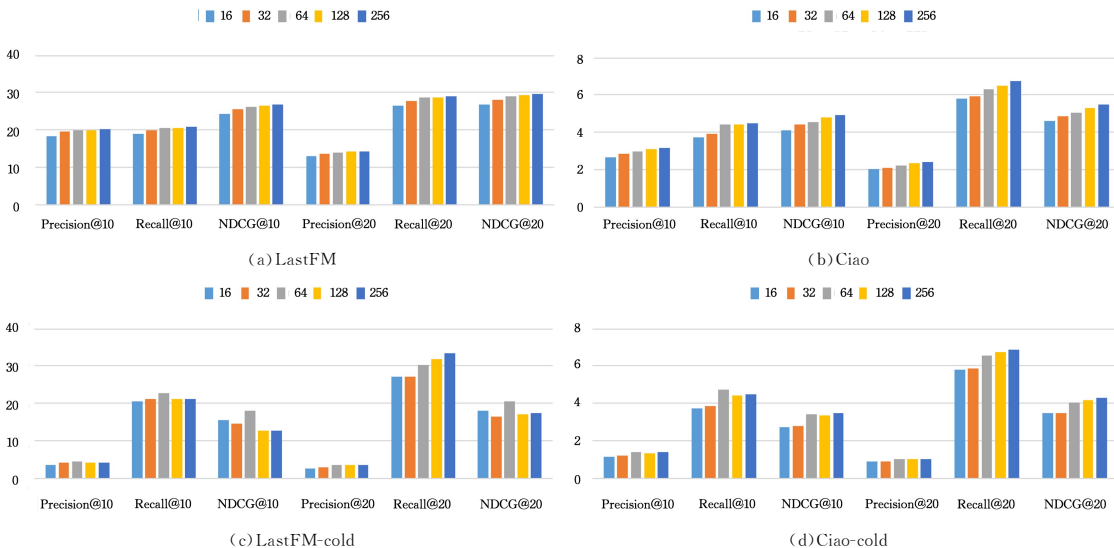 16 32 64 128 256
40
30
20
10
0
Precision@10 Recall@10 NDCG@10 Precision@20 Recall@20 NDCG@20
(a)LastFM
16 32 64 128 256
8
6
4
2
0
Precision@10 Recall@10 NDCG@10 Precision@20 Recall@20 NDCG@20
(b)Ciao
16 32 64 128 256
40
30
20
10
0
Precision@10 Recall@10 NDCG@10 Precision@20 Recall@20 NDCG@20
(c)LastFM-cold
16 32 64 128 256
8
6
4
2
0
Precision@10 Recall@10 NDCG@10 Precision@20 Recall@20 NDCG@20
(d)Ciao-cold